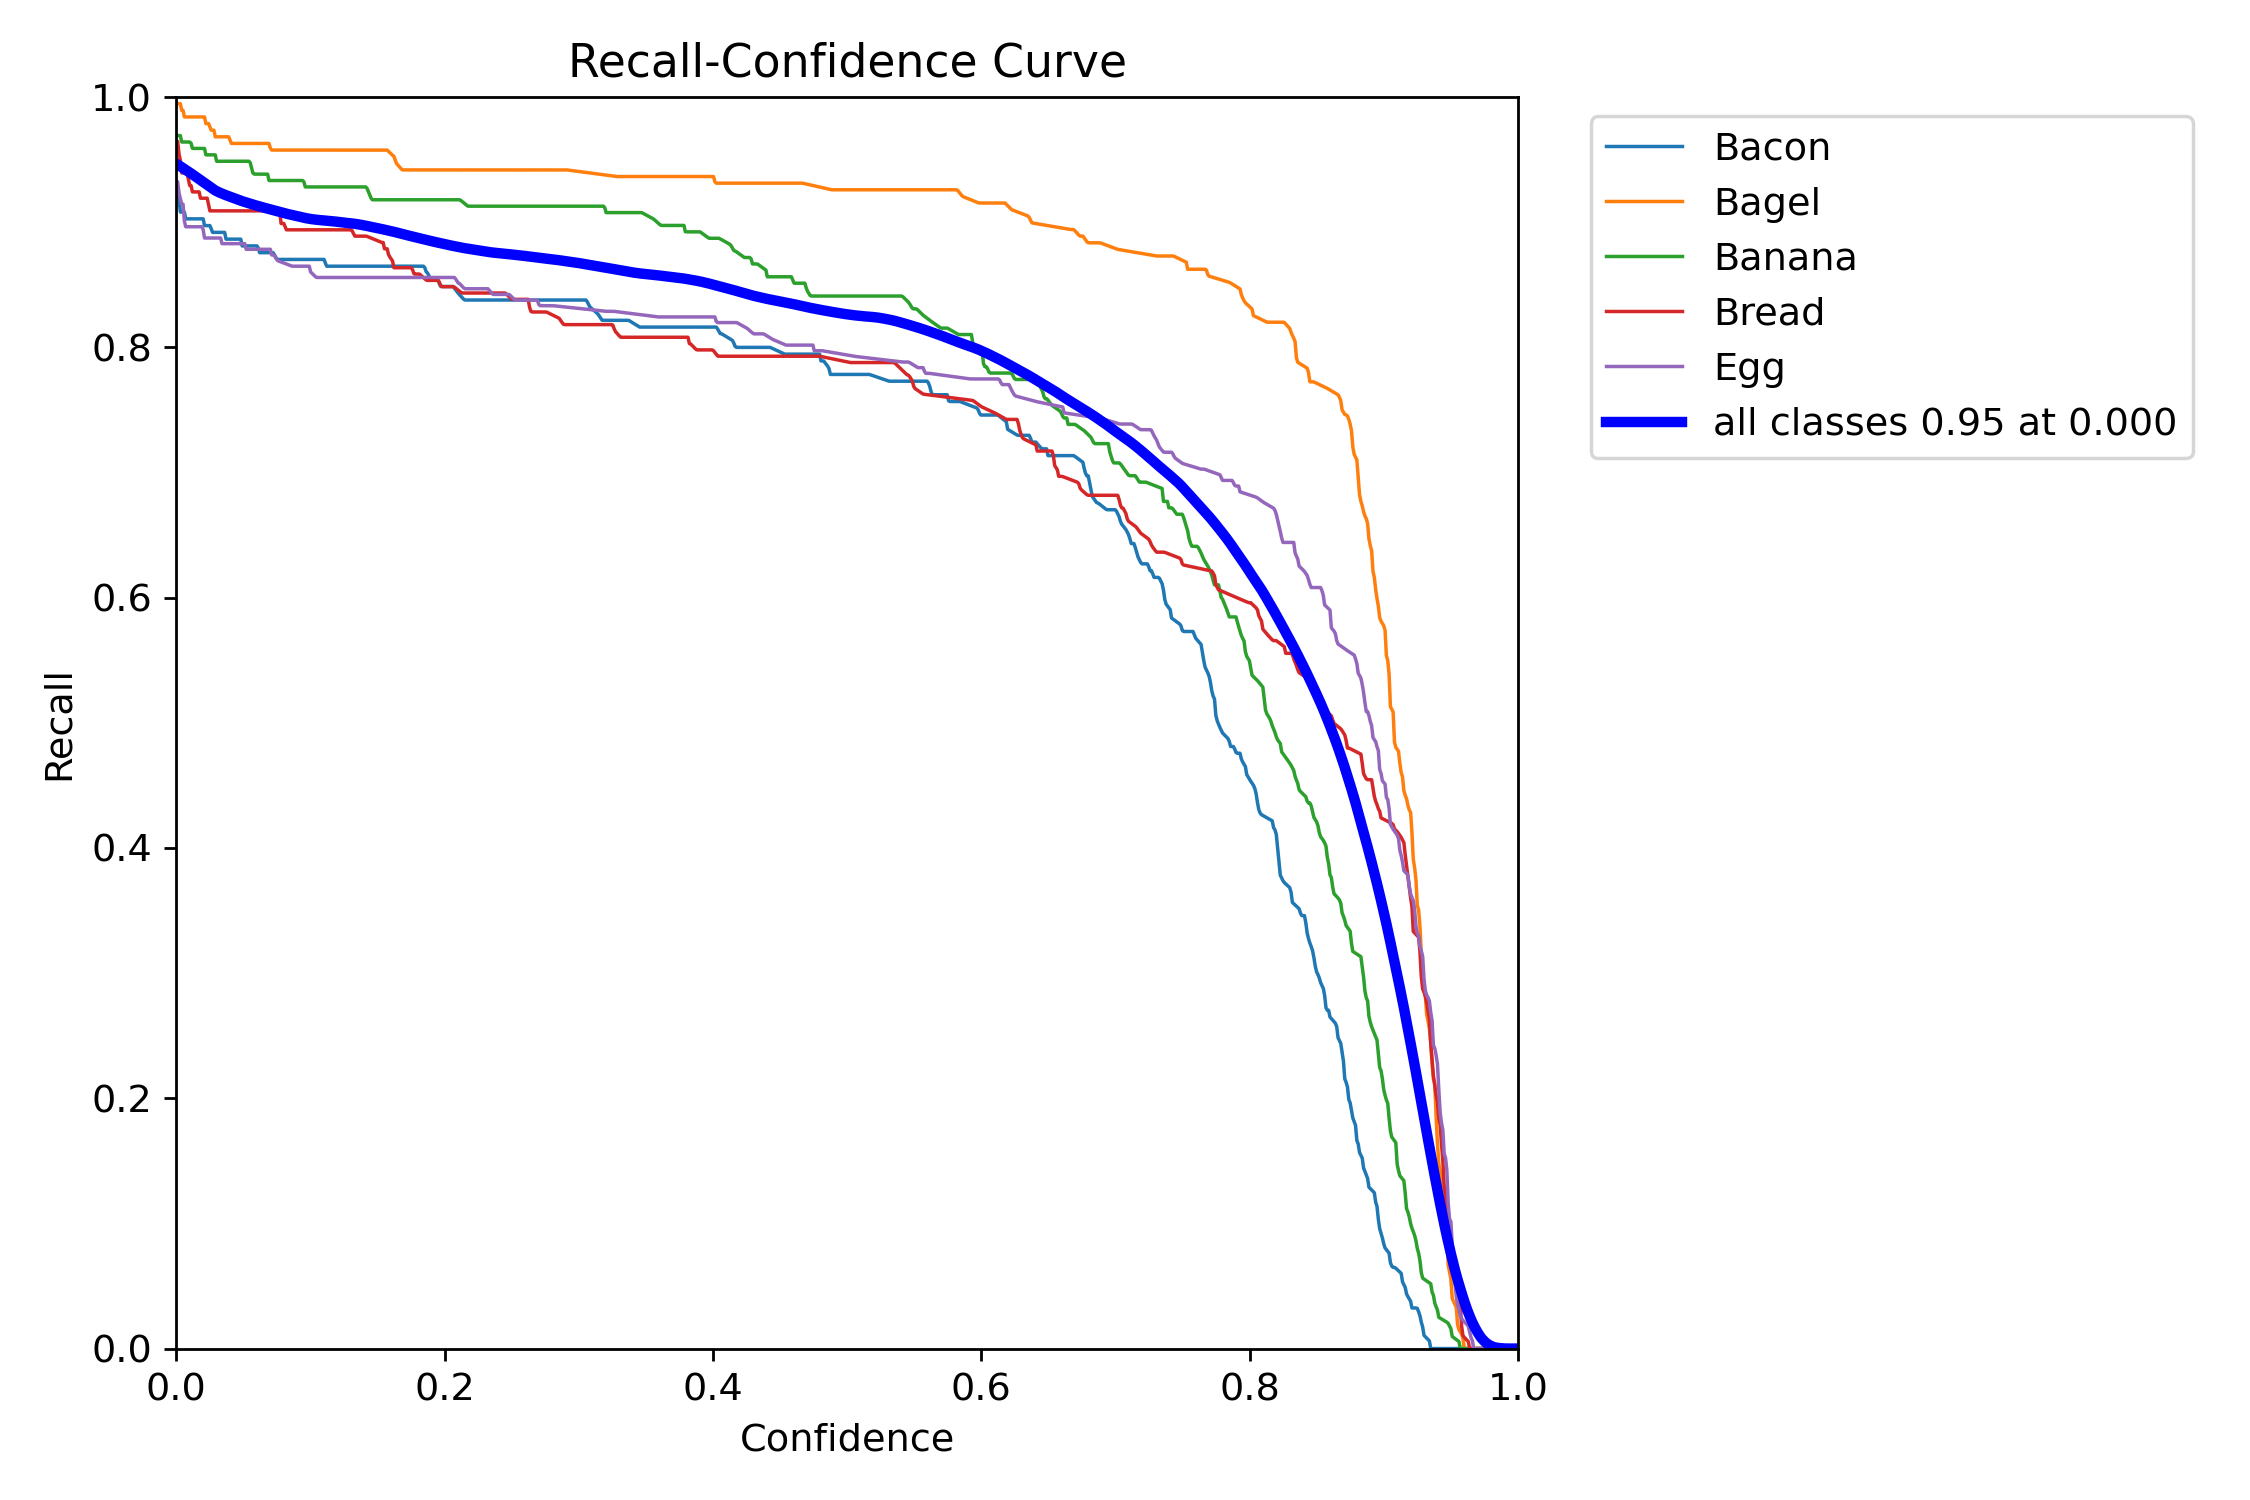 Recall-Confidence Curve
1.0
0.8
0.6
0.4
0.2
0.0
Recall
0.0 0.2 0.4 0.6 0.8 1.0
Confidence
Bacon
Bagel
Banana
Bread
Egg
all classes 0.95 at 0.000